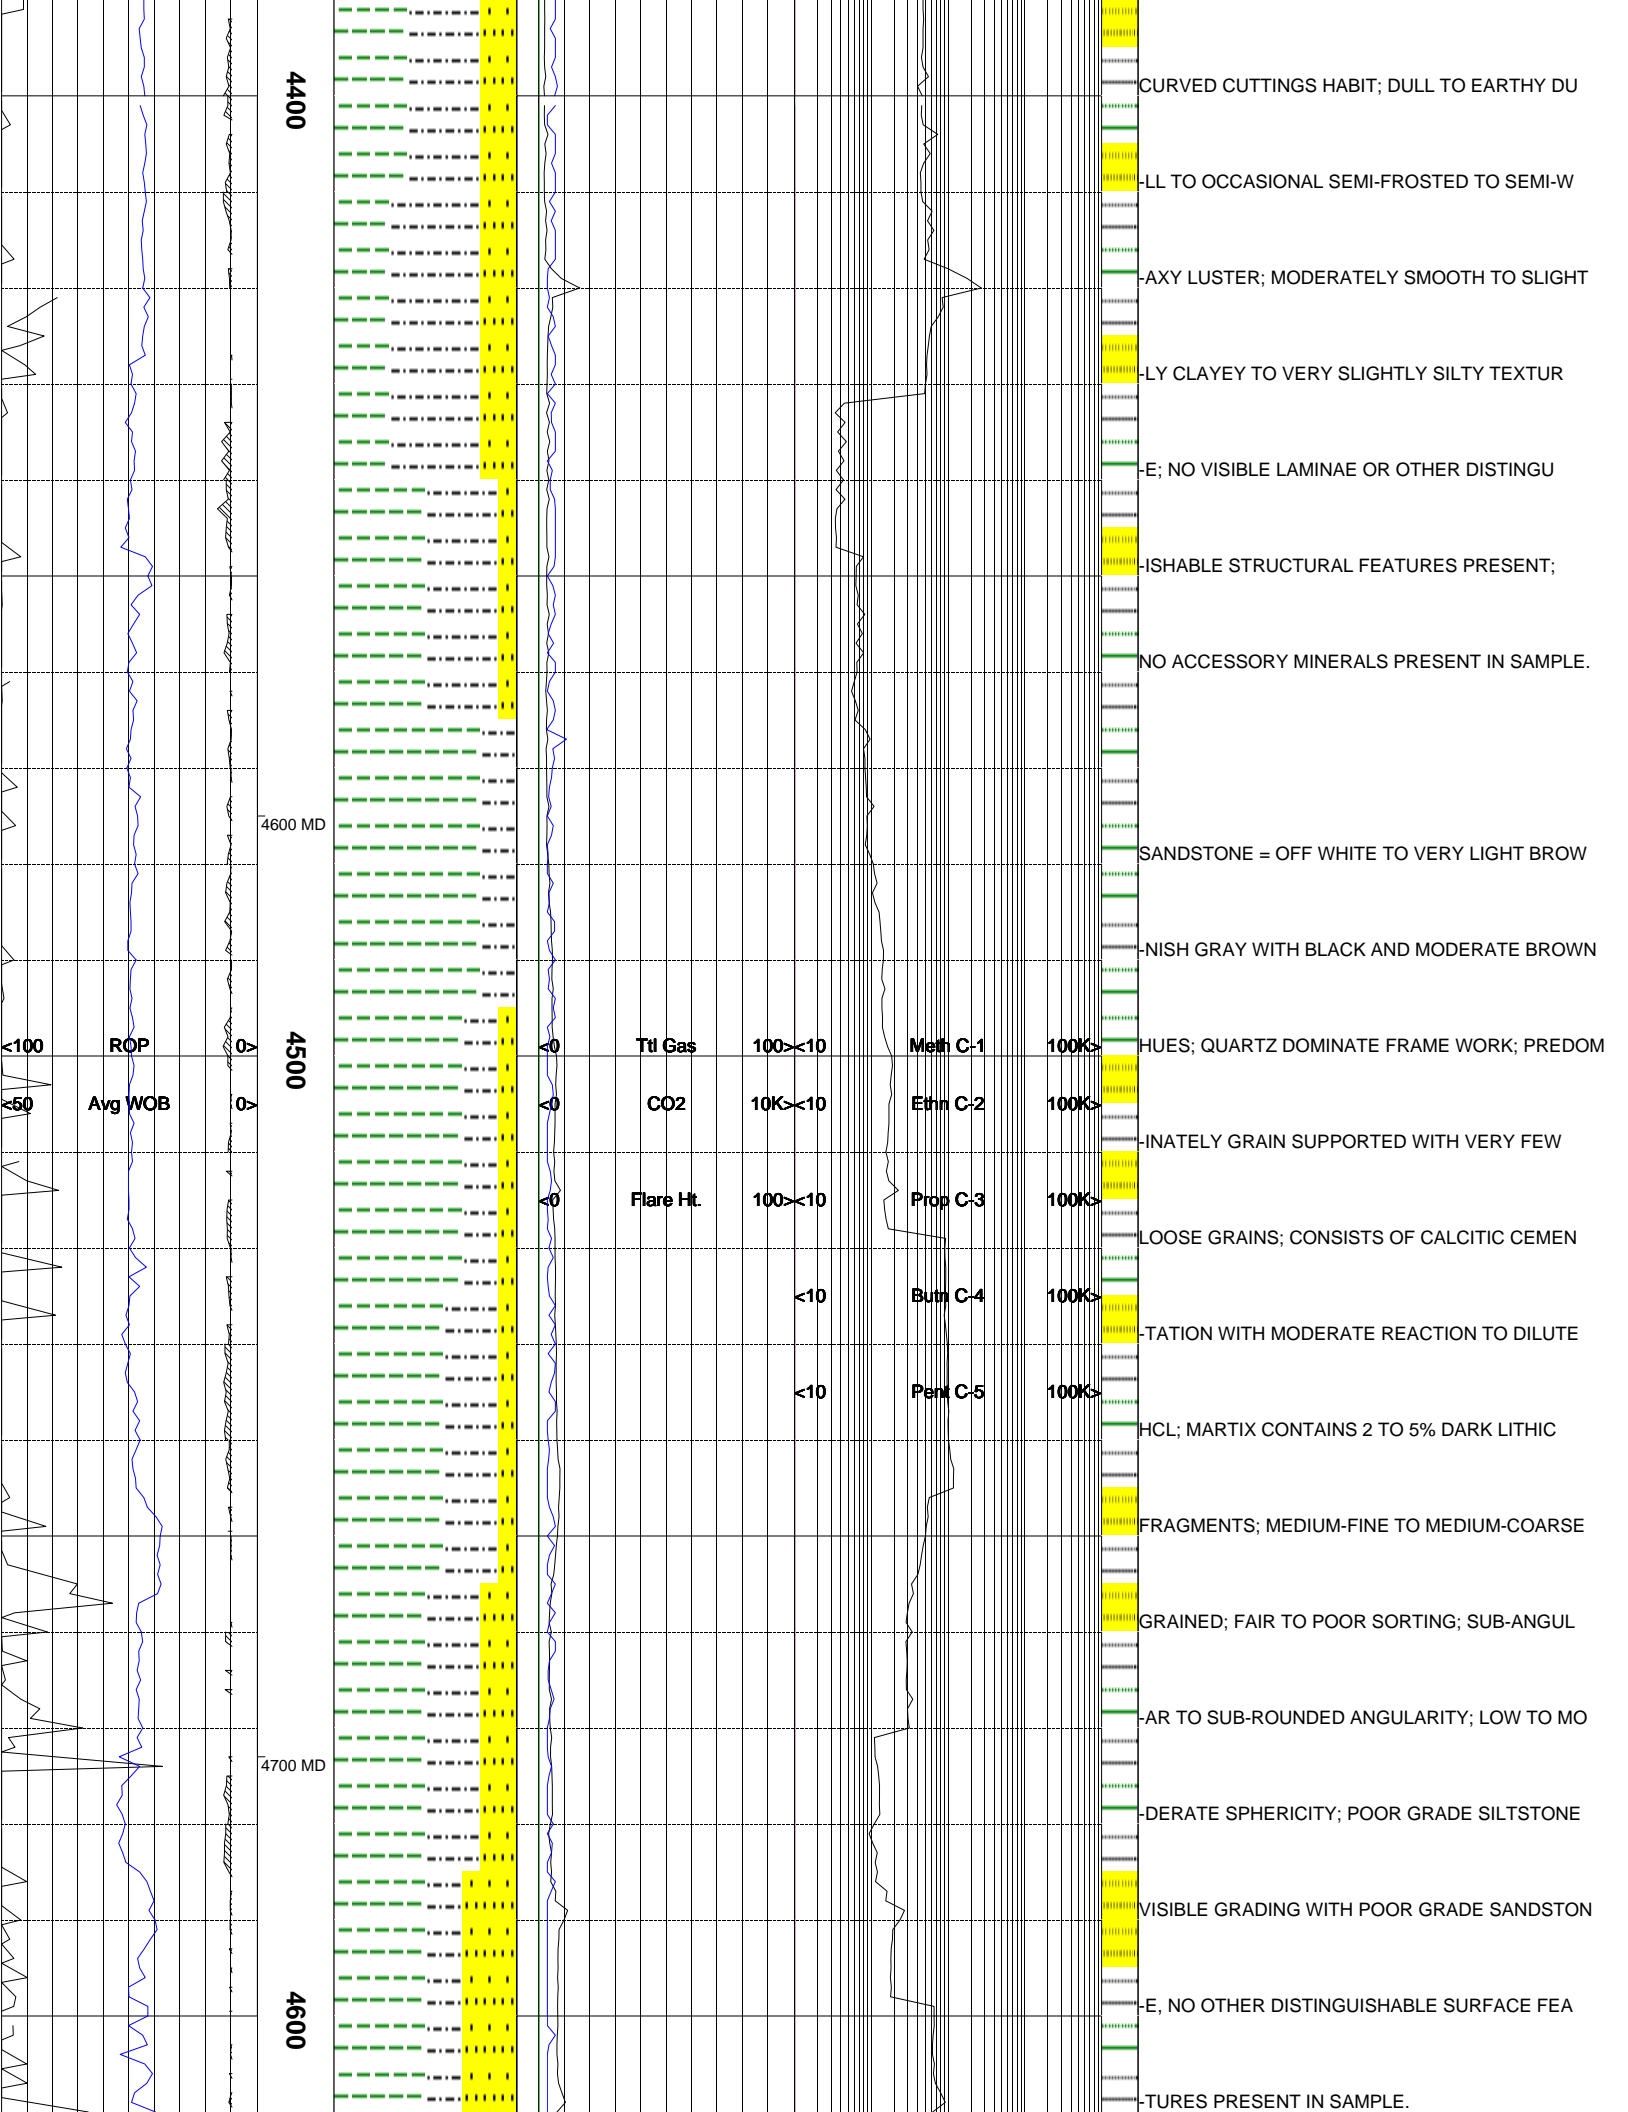 4400
CURVED CUTTINGS HABIT; DULL TO EARTHY DU
-LL TO OCCASIONAL SEMI-FROSTED TO SEMI-W
-AXY LUSTER; MODERATELY SMOOTH TO SLIGHT
-LY CLAYEY TO VERY SLIGHTLY SILTY TEXTUR
-E; NO VISIBLE LAMINAE OR OTHER DISTINGU
-ISHABLE STRUCTURAL FEATURES PRESENT;
NO ACCESSORY MINERALS PRESENT IN SAMPLE.
4600 MD
SANDSTONE = OFF WHITE TO VERY LIGHT BROW
-NISH GRAY WITH BLACK AND MODERATE BROWN
<100 ROP 0> 4500 <0 Ttl Gas 100> <10 Meth C-1 100K> HUES; QUARTZ DOMINATE FRAME WORK; PREDOM
<50 Avg WOB 0> <0 CO2 10K> <10 Ethn C-2 100K>
-INATELY GRAIN SUPPORTED WITH VERY FEW
<0 Flare Ht. 100> <10 Prop C-3 100K>
LOOSE GRAINS; CONSISTS OF CALCITIC CEMEN
<10 Butn C-4 100K>
-TATION WITH MODERATE REACTION TO DILUTE
<10 Pent C-5 100K>
HCL; MARTIX CONTAINS 2 TO 5% DARK LITHIC
FRAGMENTS; MEDIUM-FINE TO MEDIUM-COARSE
GRAINED; FAIR TO POOR SORTING; SUB-ANGUL
-AR TO SUB-ROUNDED ANGULARITY; LOW TO MO
4700 MD
-DERATE SPHERICITY; POOR GRADE SILTSTONE
VISIBLE GRADING WITH POOR GRADE SANDSTON
4600
-E, NO OTHER DISTINGUISHABLE SURFACE FEA
-TURES PRESENT IN SAMPLE.